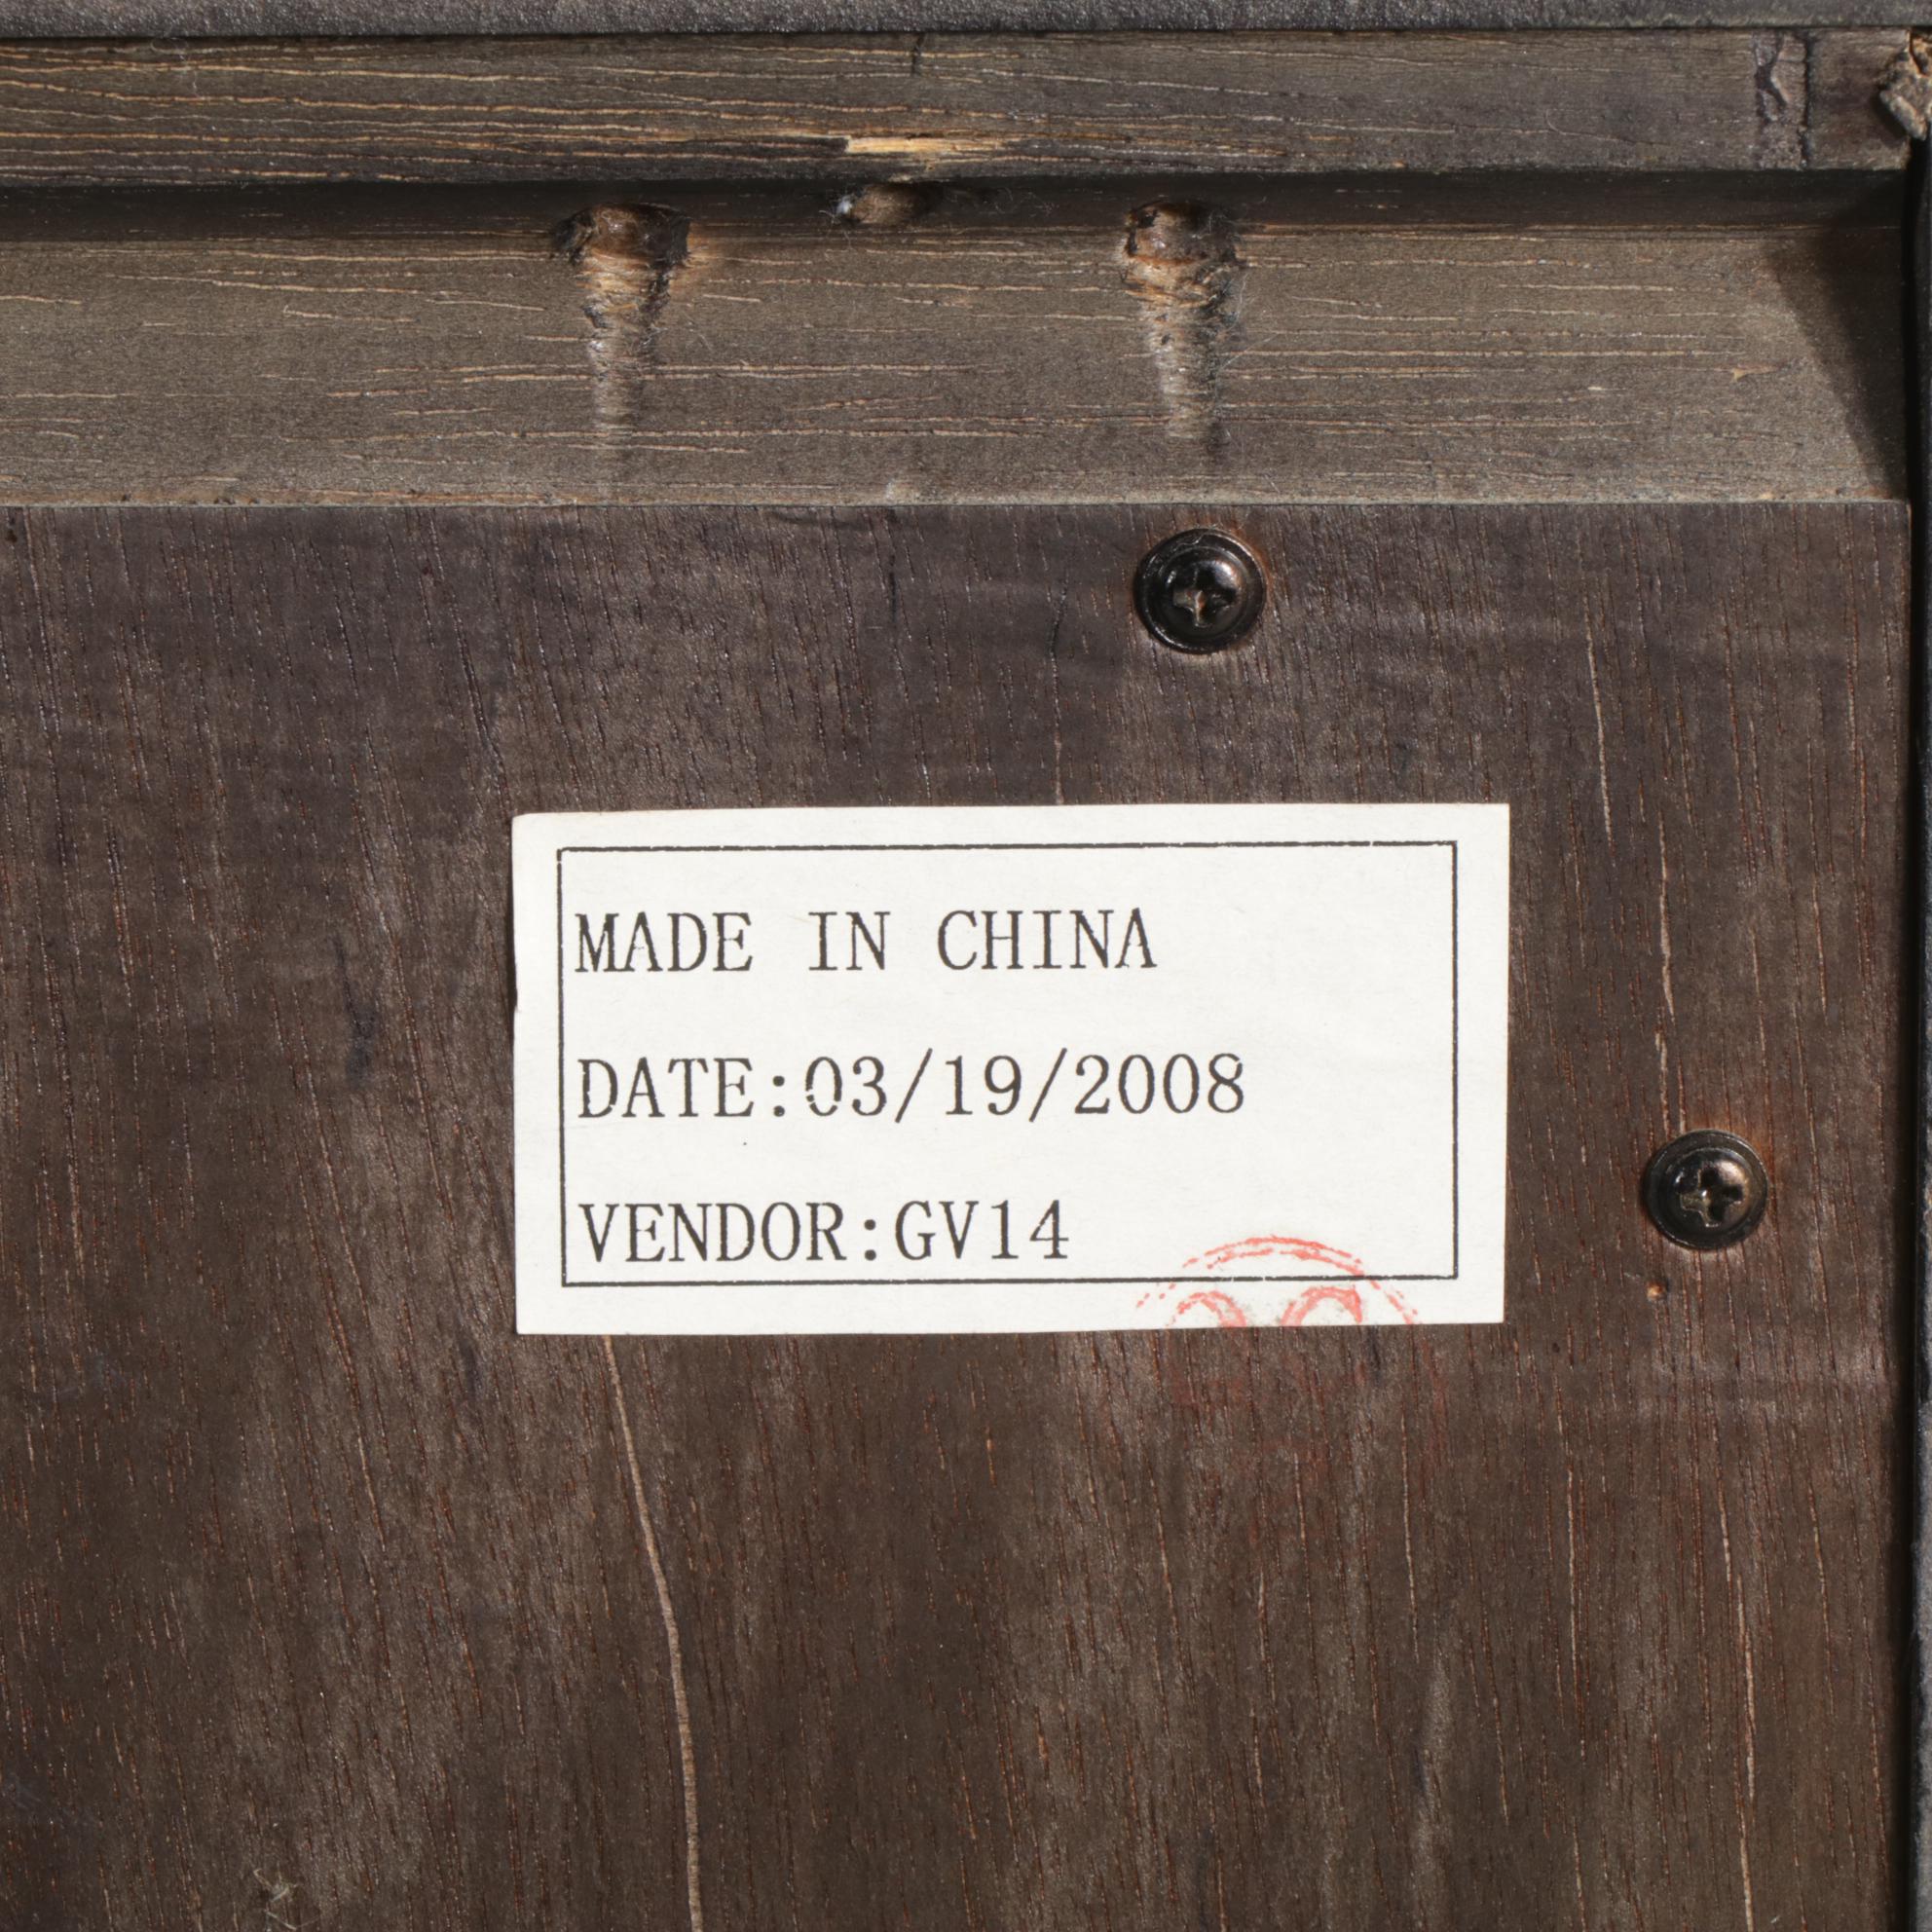 MADE IN CHINA
DATE:03/19/2008
VENDOR:GV14